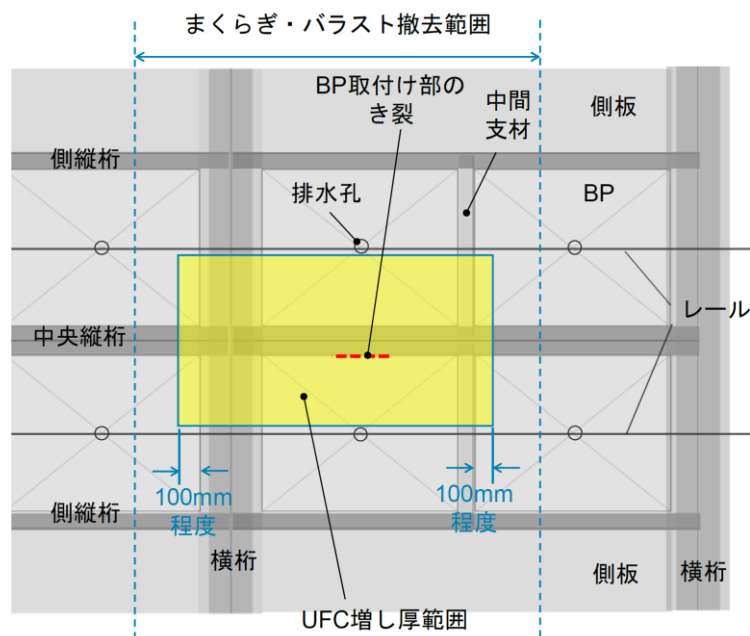 まくらぎ・バラスト撤去範囲
BP取付け部の
き裂
中間
支材
側板
側縦桁
排水孔
BP
レール
中央縦桁
100mm
程度
100mm
程度
側縦桁
横桁
側板
横桁
UFC増し厚範囲